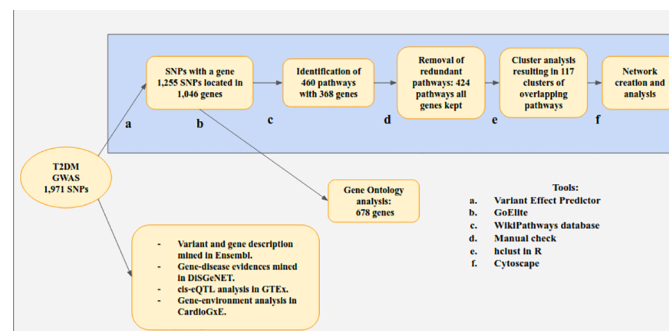 SNPs with a gene
1,255 SNPs located in
1,046 genes
Identification of
460 pathways
with 368 genes
Removal of
redundant
pathways: 424
pathways all
genes kept
Cluster analysis
resulting in 117
clusters of
overlapping
pathways
Network
creation and
analysis
a
b
c
d
e
f
T2DM
GWAS
1,971 SNPs
Gene Ontology
analysis:
678 genes
Tools:
a. Variant Effect Predictor
b. GoElite
c. WikiPathways database
d. Manual check
e. hclust in R
f. Cytoscape
- Variant and gene description
mined in Ensembl.
- Gene-disease evidences mined
in DISGeNET.
- cis-eQTL analysis in GTEx.
- Gene-environment analysis in
CardioGxE.